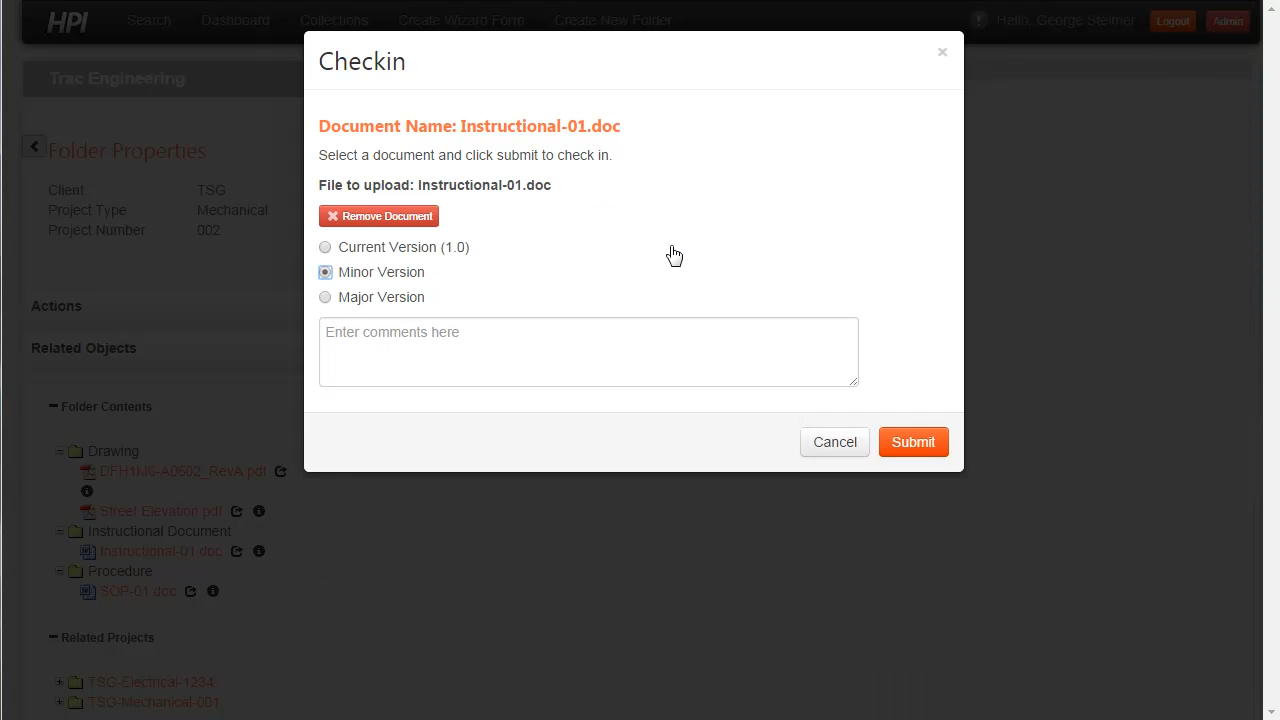 HPI Search Dashboard Collections Create Wizard Form Create New Folder Hello, George Steimer Logout Admin
Checkin ×
Trac Engineering
Document Name: Instructional-01.doc
Folder Properties
Select a document and click submit to check in.
File to upload: Instructional-01.doc
Client TSG
Project Type Mechanical
Project Number 002
Remove Document
Current Version (1.0)
Minor Version
Major Version
Actions
Enter comments here
Related Objects
Folder Contents
Cancel Submit
Drawing
DFH1M6-A0502_RevA.pdf
Street Elevation.pdf
Instructional Document
Instructional-01.doc
Procedure
SOP-01.doc
Related Projects
TSG-Electrical-1234
TSG-Mechanical-001